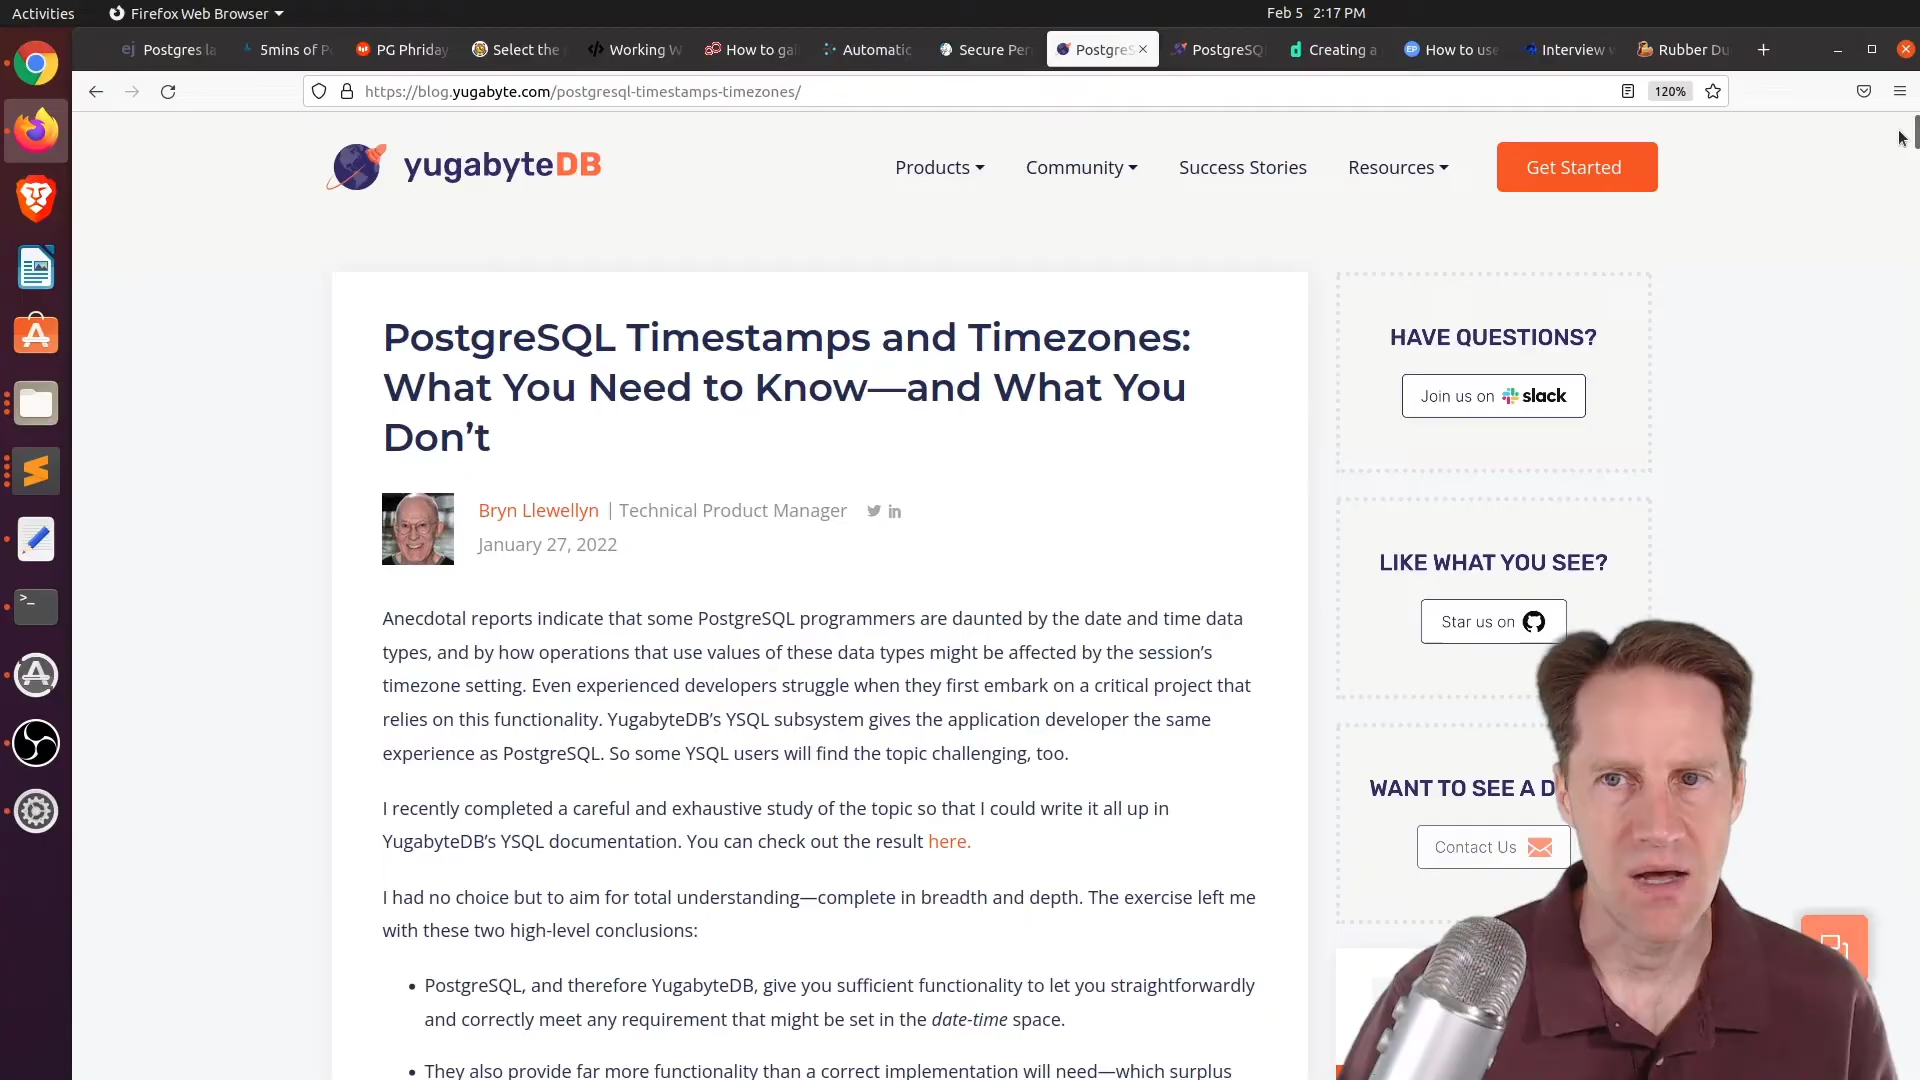 Activities Firefox Web Browser Feb 5 2:17 PM
Postgres la 5mins of Po PG Phriday Select the Working W How to gai Automatic Secure Per PostgreS PostgreSQ Creating a How to use Interview w Rubber Du
https://blog.yugabyte.com/postgresql-timestamps-timezones/ 120%
yugabyteDB Products Community Success Stories Resources Get Started
PostgreSQL Timestamps and Timezones:
What You Need to Know—and What You
Don’t
Bryn Llewellyn | Technical Product Manager
January 27, 2022
Anecdotal reports indicate that some PostgreSQL programmers are daunted by the date and time data
types, and by how operations that use values of these data types might be affected by the session’s
timezone setting. Even experienced developers struggle when they first embark on a critical project that
relies on this functionality. YugabyteDB’s YSQL subsystem gives the application developer the same
experience as PostgreSQL. So some YSQL users will find the topic challenging, too.
I recently completed a careful and exhaustive study of the topic so that I could write it all up in
YugabyteDB’s YSQL documentation. You can check out the result here.
I had no choice but to aim for total understanding—complete in breadth and depth. The exercise left me
with these two high-level conclusions:
• PostgreSQL, and therefore YugabyteDB, give you sufficient functionality to let you straightforwardly
and correctly meet any requirement that might be set in the date-time space.
• They also provide far more functionality than a correct implementation will need—which surplus
HAVE QUESTIONS?
Join us on slack
LIKE WHAT YOU SEE?
Star us on
WANT TO SEE A D
Contact Us